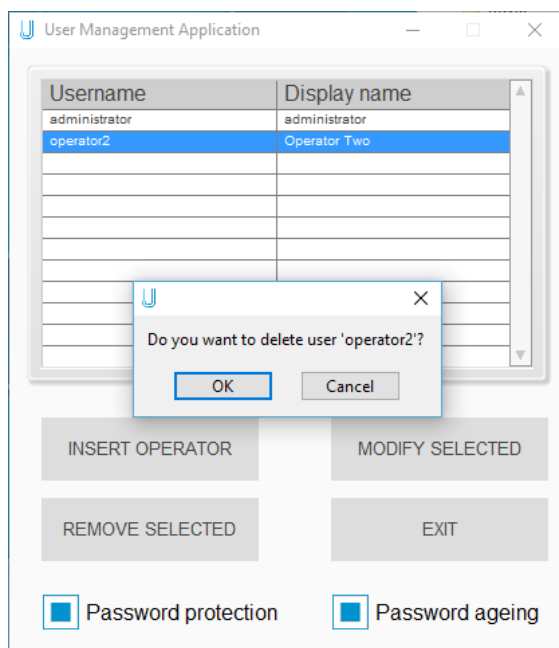 User Management Application
Username Display name
administrator administrator
operator2 Operator Two
Do you want to delete user 'operator2'?
OK Cancel
INSERT OPERATOR MODIFY SELECTED
REMOVE SELECTED EXIT
Password protection Password ageing